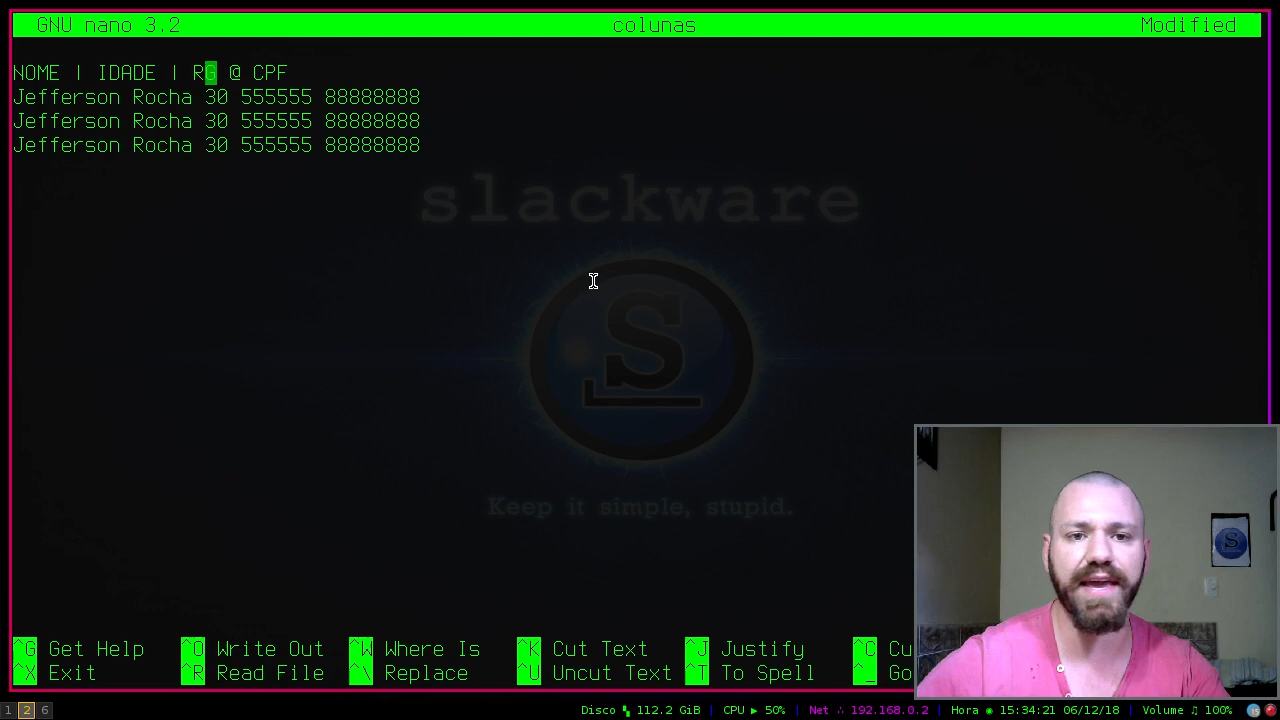 GNU nano 3.2 colunas Modified
NOME | IDADE | RG @ CPF
Jefferson Rocha 30 555555 88888888
Jefferson Rocha 30 555555 88888888
Jefferson Rocha 30 555555 88888888
slackware
S
Keep it simple, stupid.
^G Get Help ^O Write Out ^W Where Is ^K Cut Text ^J Justify ^C Cu
^X Exit ^R Read File ^\ Replace ^U Uncut Text ^T To Spell ^_ Go
S
1 2 6 Disco 112.2 GiB | CPU ▶ 50% | Net ∴ 192.168.0.2 | Hora ◉ 15:34:21 06/12/18 | Volume ♫ 100%